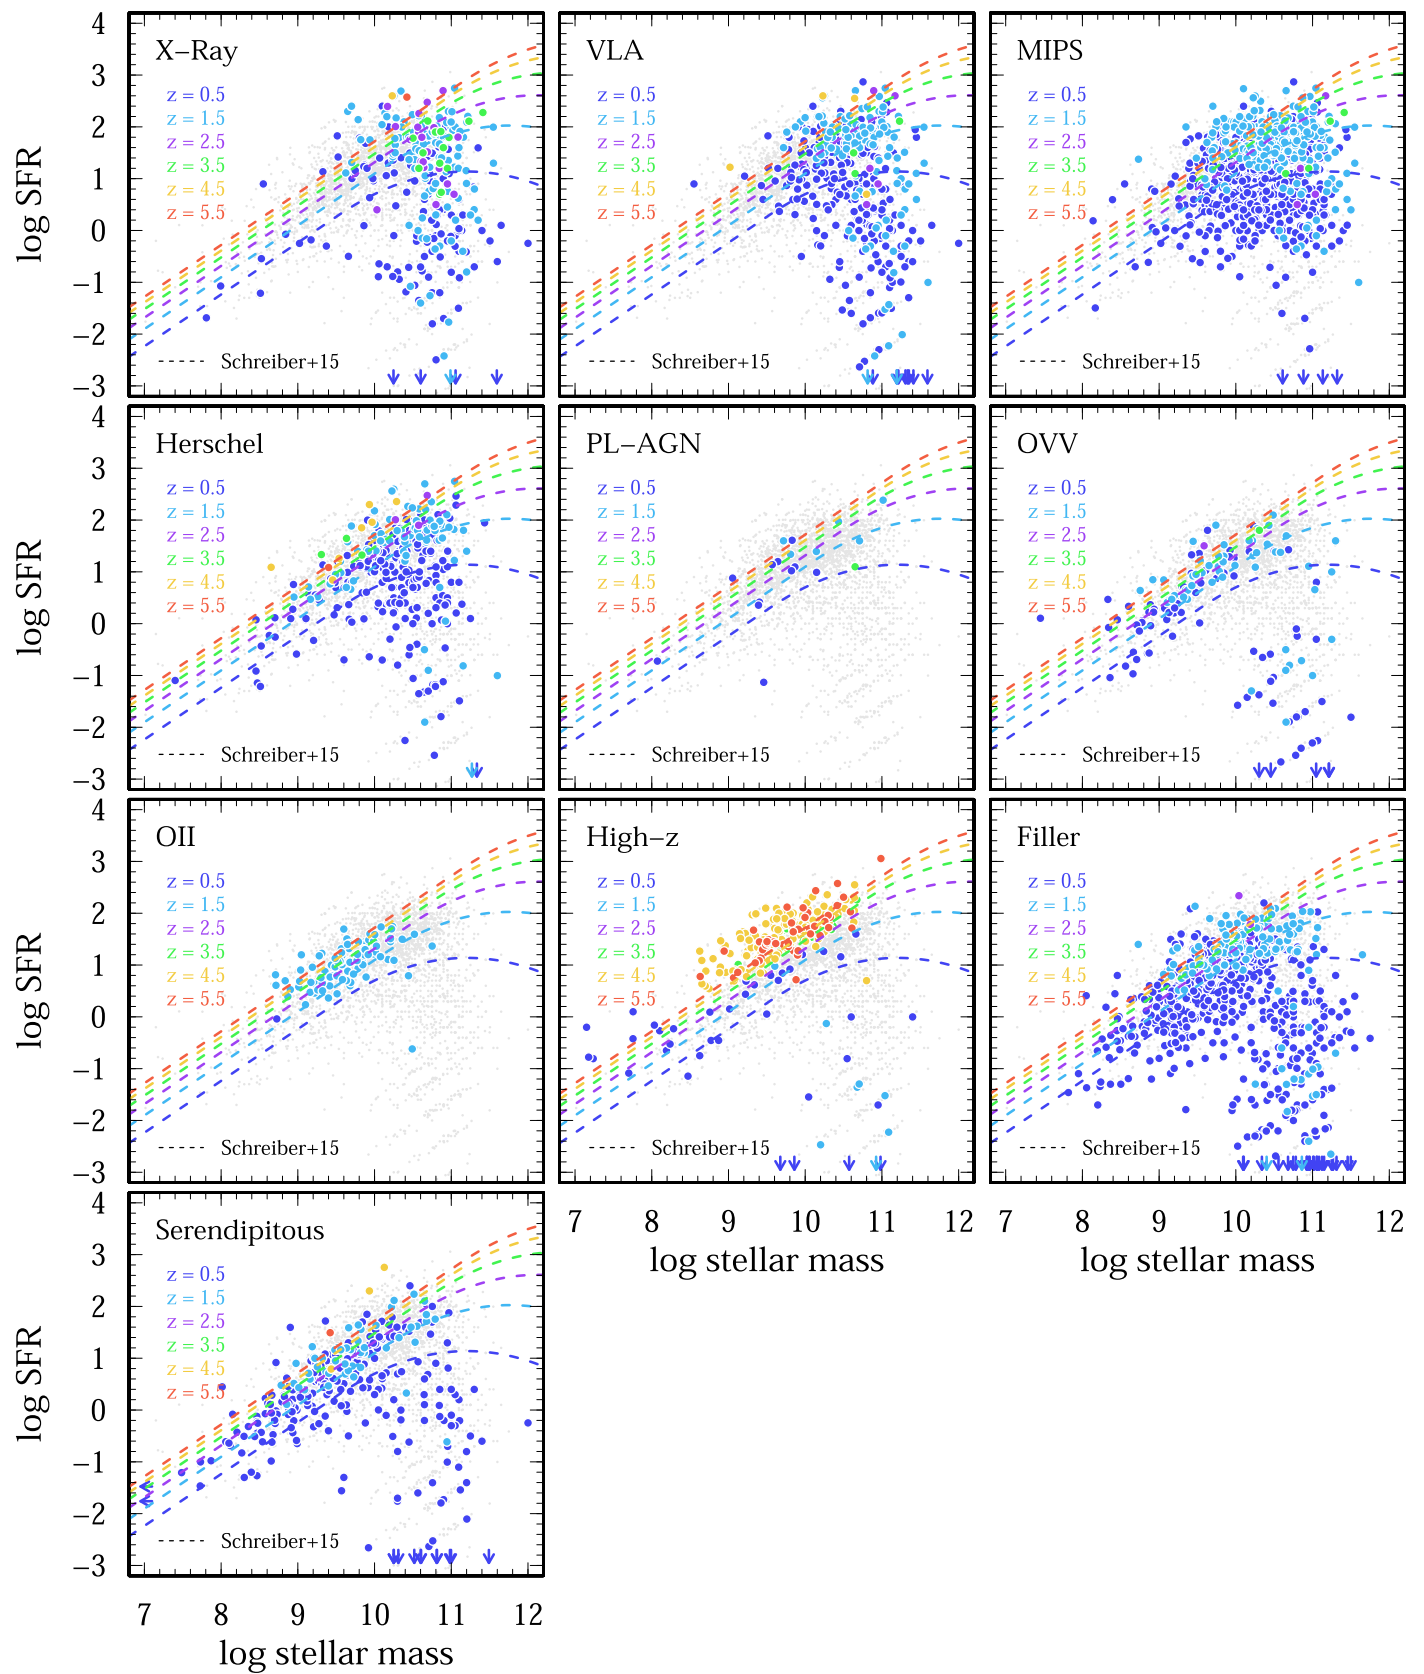 X−Ray
z = 0.5
z = 1.5
z = 2.5
z = 3.5
z = 4.5
z = 5.5
Schreiber+15
4
3
2
1
0
−1
−2
−3
log SFR
VLA
z = 0.5
z = 1.5
z = 2.5
z = 3.5
z = 4.5
z = 5.5
Schreiber+15
MIPS
z = 0.5
z = 1.5
z = 2.5
z = 3.5
z = 4.5
z = 5.5
Schreiber+15
Herschel
z = 0.5
z = 1.5
z = 2.5
z = 3.5
z = 4.5
z = 5.5
Schreiber+15
4
3
2
1
0
−1
−2
−3
log SFR
PL−AGN
z = 0.5
z = 1.5
z = 2.5
z = 3.5
z = 4.5
z = 5.5
Schreiber+15
OVV
z = 0.5
z = 1.5
z = 2.5
z = 3.5
z = 4.5
z = 5.5
Schreiber+15
OII
z = 0.5
z = 1.5
z = 2.5
z = 3.5
z = 4.5
z = 5.5
Schreiber+15
4
3
2
1
0
−1
−2
−3
log SFR
High−z
z = 0.5
z = 1.5
z = 2.5
z = 3.5
z = 4.5
z = 5.5
Schreiber+15
7 8 9 10 11 12
log stellar mass
Filler
z = 0.5
z = 1.5
z = 2.5
z = 3.5
z = 4.5
z = 5.5
Schreiber+15
7 8 9 10 11 12
log stellar mass
Serendipitous
z = 0.5
z = 1.5
z = 2.5
z = 3.5
z = 4.5
z = 5.5
Schreiber+15
4
3
2
1
0
−1
−2
−3
log SFR
7 8 9 10 11 12
log stellar mass